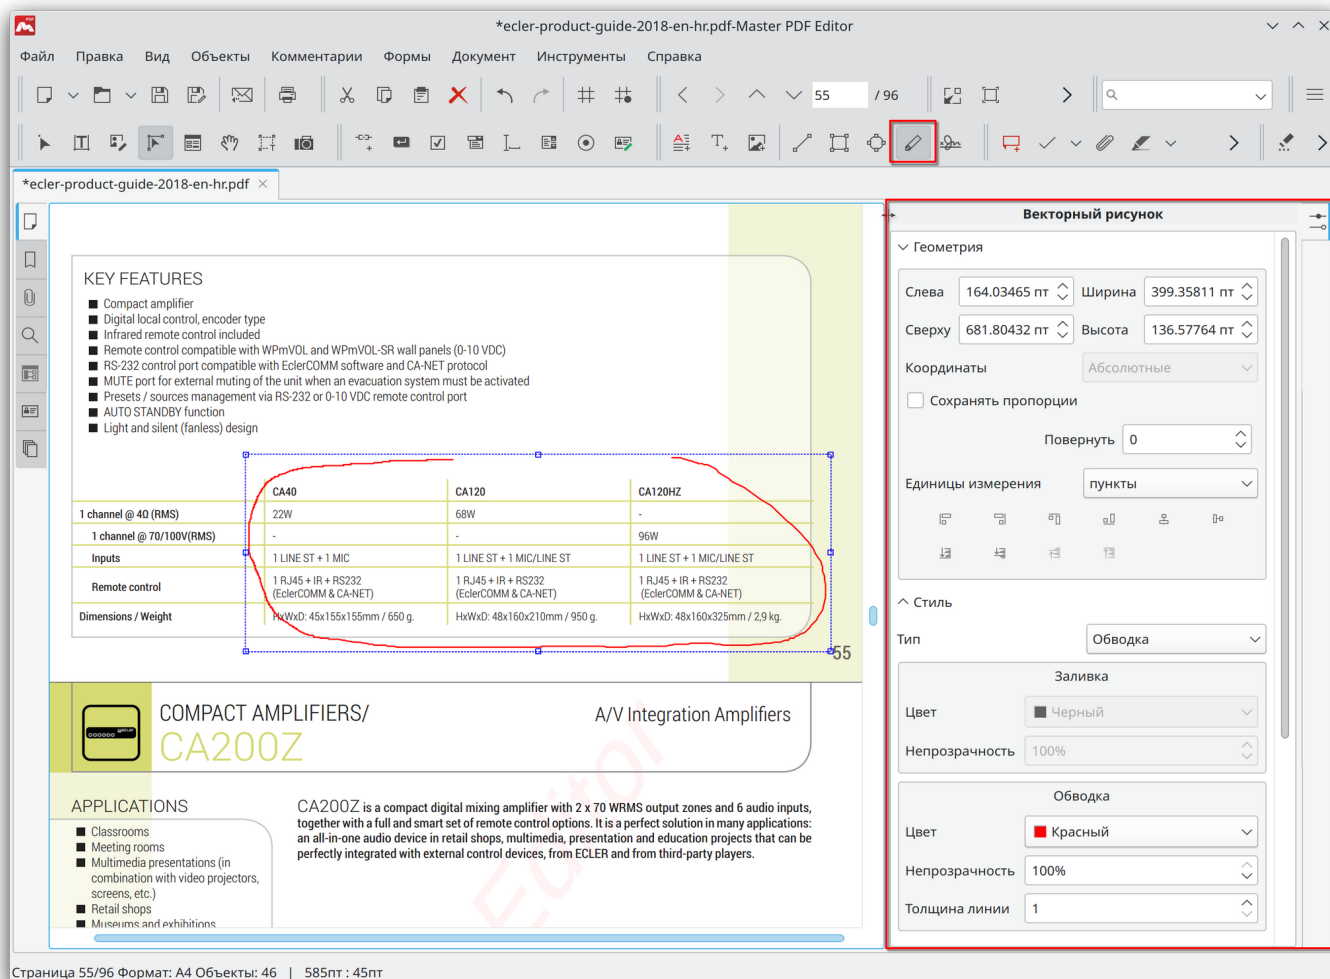 *ecler-product-guide-2018-en-hr.pdf-Master PDF Editor
Файл Правка Вид Объекты Комментарии Формы Документ Инструменты Справка
55 / 96
*ecler-product-guide-2018-en-hr.pdf
KEY FEATURES
Compact amplifier
Digital local control, encoder type
Infrared remote control included
Remote control compatible with WPmVOL and WPmVOL-SR wall panels (0-10 VDC)
RS-232 control port compatible with EclerCOMM software and CA-NET protocol
MUTE port for external muting of the unit when an evacuation system must be activated
Presets / sources management via RS-232 or 0-10 VDC remote control port
AUTO STANDBY function
Light and silent (fanless) design
CA40 CA120 CA120HZ
1 channel @ 4Ω (RMS) 22W 68W -
1 channel @ 70/100V(RMS) - - 96W
Inputs 1 LINE ST + 1 MIC 1 LINE ST + 1 MIC/LINE ST 1 LINE ST + 1 MIC/LINE ST
Remote control 1 RJ45 + IR + RS232 (EclerCOMM & CA-NET) 1 RJ45 + IR + RS232 (EclerCOMM & CA-NET) 1 RJ45 + IR + RS232 (EclerCOMM & CA-NET)
Dimensions / Weight HxWxD: 45x155x155mm / 650 g. HxWxD: 48x160x210mm / 950 g. HxWxD: 48x160x325mm / 2,9 kg.
55
COMPACT AMPLIFIERS/
CA200Z
A/V Integration Amplifiers
APPLICATIONS
Classrooms
Meeting rooms
Multimedia presentations (in
combination with video projectors,
screens, etc.)
Retail shops
Museums and exhibitions
CA200Z is a compact digital mixing amplifier with 2 x 70 WRMS output zones and 6 audio inputs,
together with a full and smart set of remote control options. It is a perfect solution in many applications:
an all-in-one audio device in retail shops, multimedia, presentation and education projects that can be
perfectly integrated with external control devices, from ECLER and from third-party players.
Editor
Векторный рисунок
Геометрия
Слева 164.03465 пт Ширина 399.35811 пт
Сверху 681.80432 пт Высота 136.57764 пт
Координаты Абсолютные
Сохранять пропорции
Повернуть 0
Единицы измерения пункты
Стиль
Тип Обводка
Заливка
Цвет Черный
Непрозрачность 100%
Обводка
Цвет Красный
Непрозрачность 100%
Толщина линии 1
Страница 55/96 Формат: A4 Объекты: 46 | 585пт : 45пт